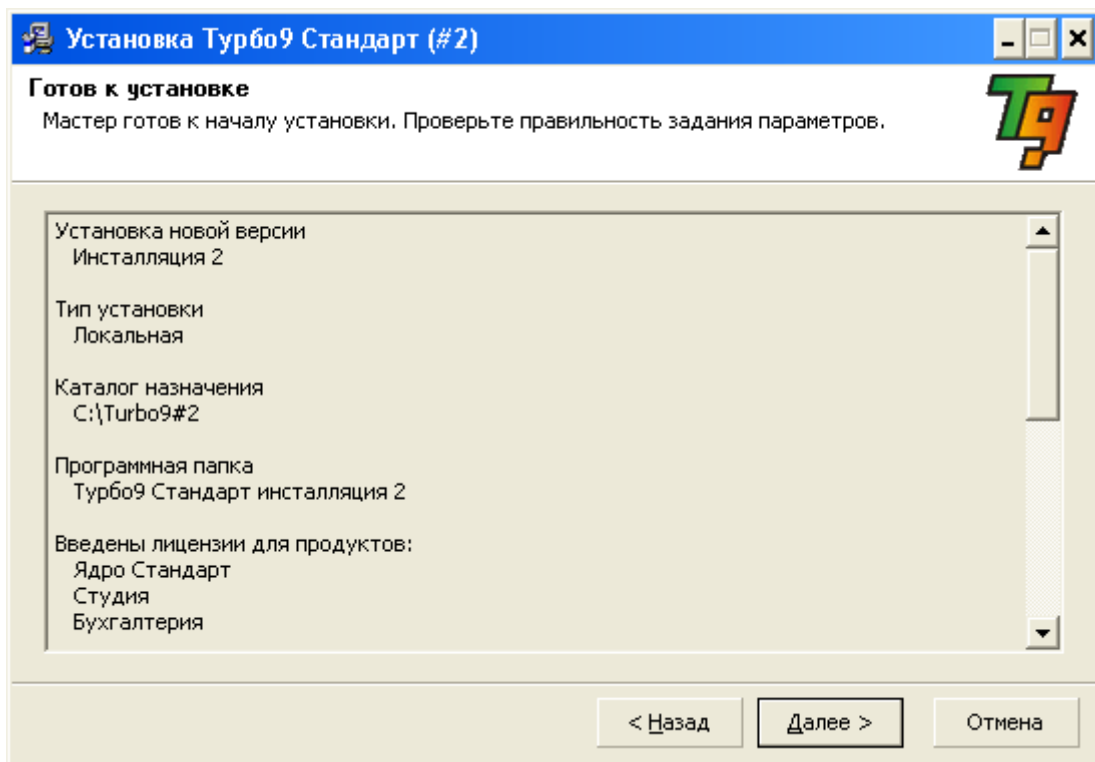 Установка Турбо9 Стандарт (#2)
Готов к установке
Мастер готов к началу установки. Проверьте правильность задания параметров.
T9
Установка новой версии
Инсталляция 2
Тип установки
Локальная
Каталог назначения
C:\Turbo9#2
Программная папка
Турбо9 Стандарт инсталляция 2
Введены лицензии для продуктов:
Ядро Стандарт
Студия
Бухгалтерия
< Назад
Далее >
Отмена